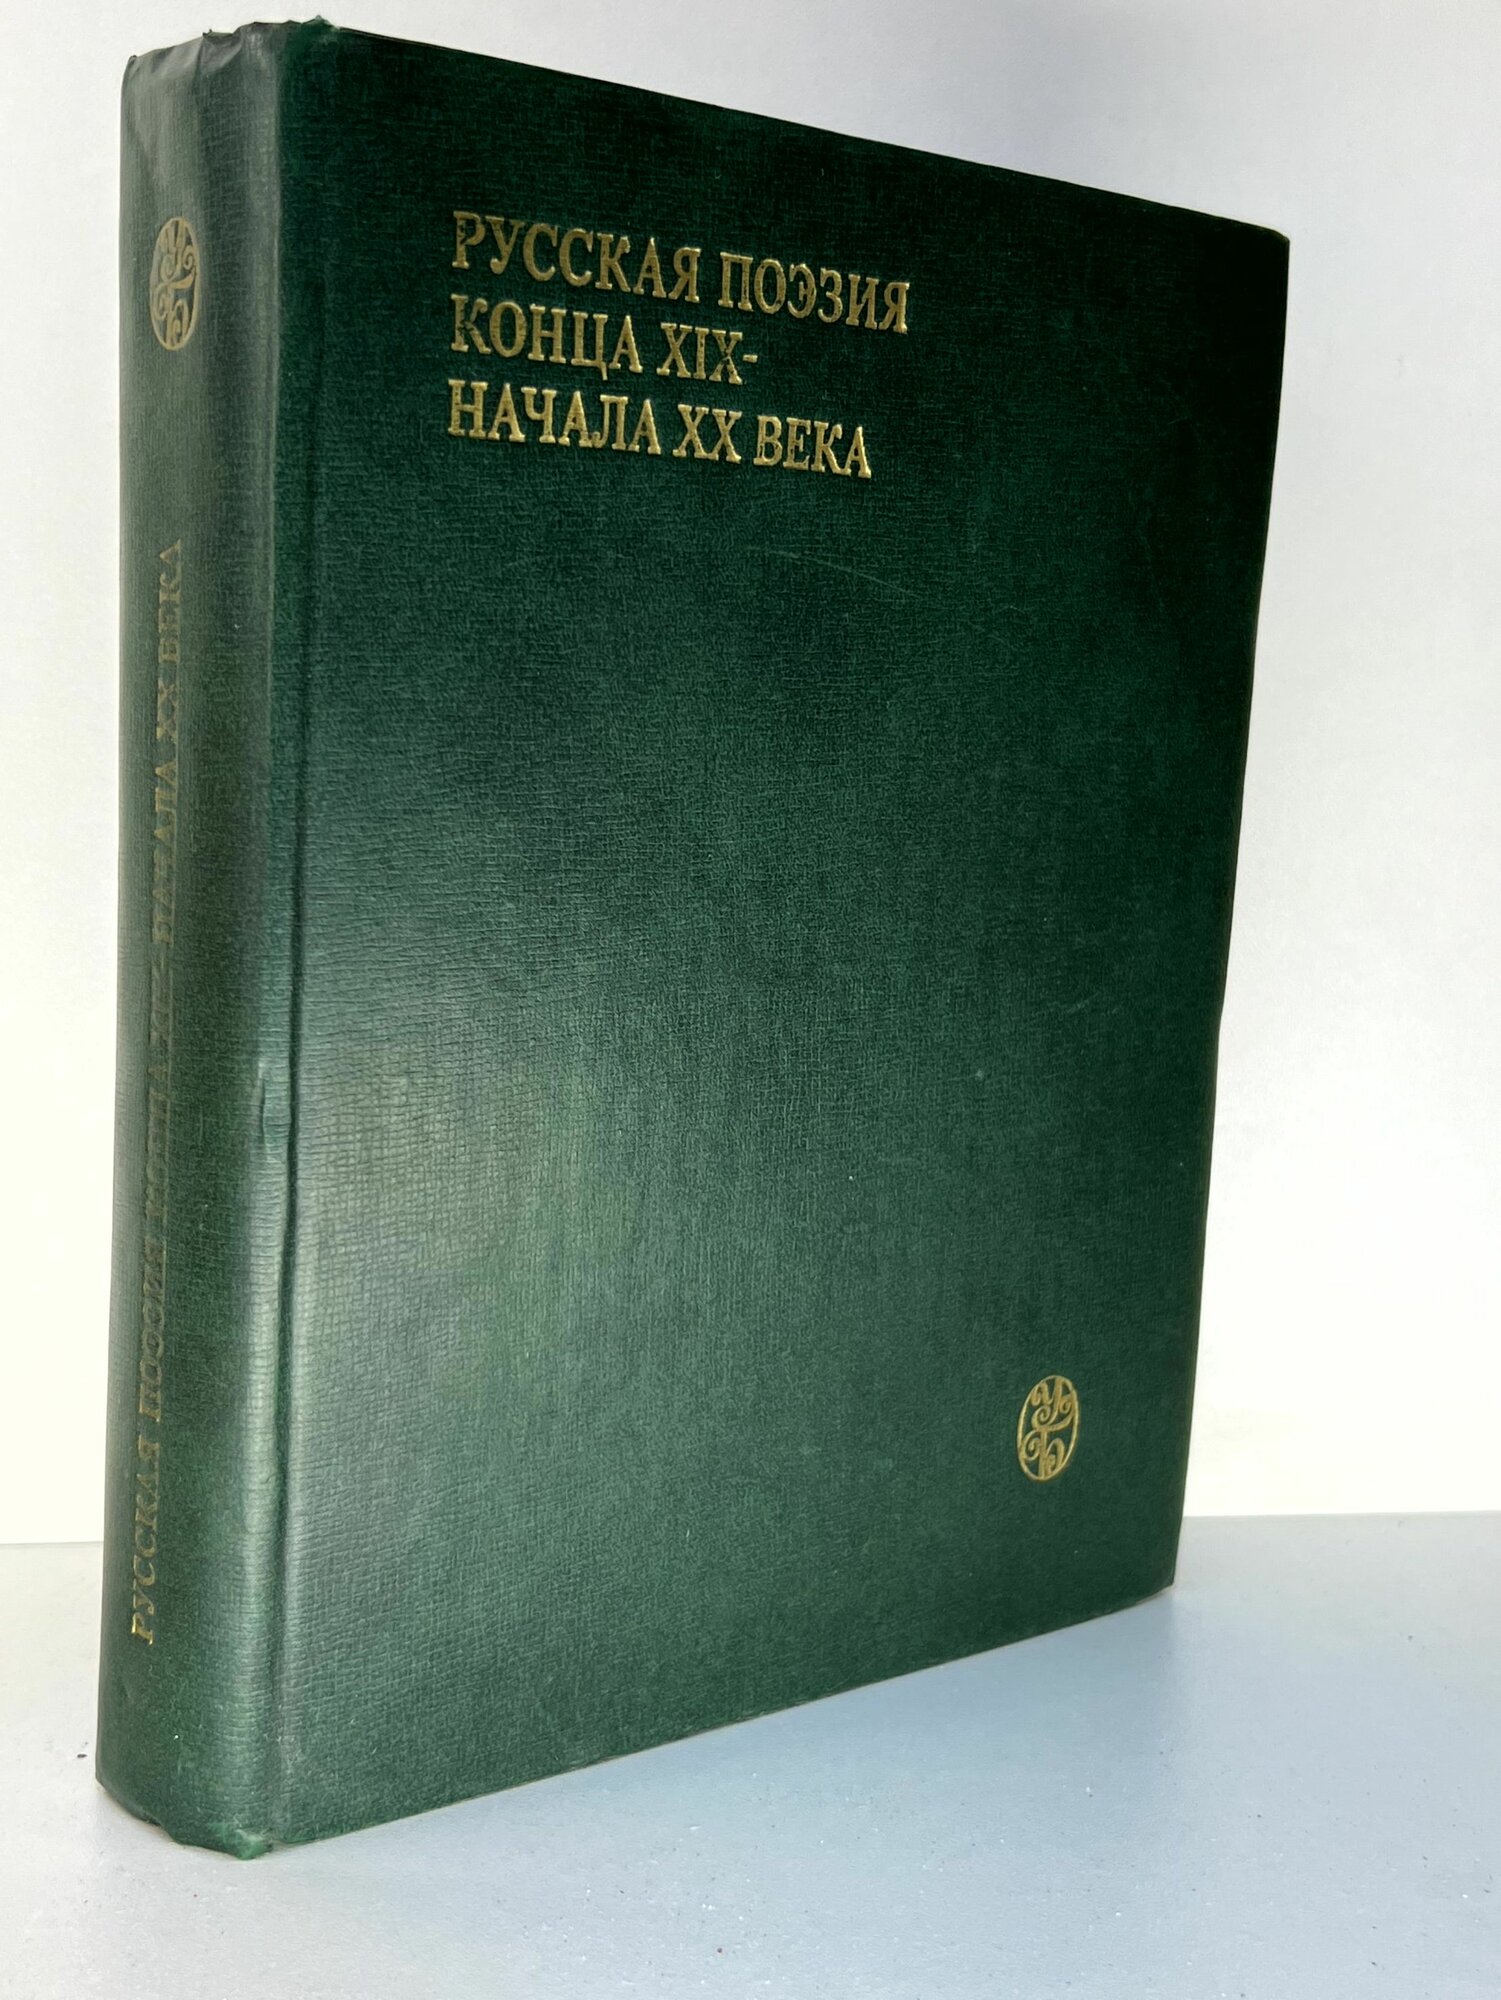 РУССКАЯ ПОЭЗИЯ
КОНЦА XIX-
НАЧАЛА XX ВЕКА
РУССКАЯ ПОЭЗИЯ КОНЦА XIX-НАЧАЛА XX ВЕКА